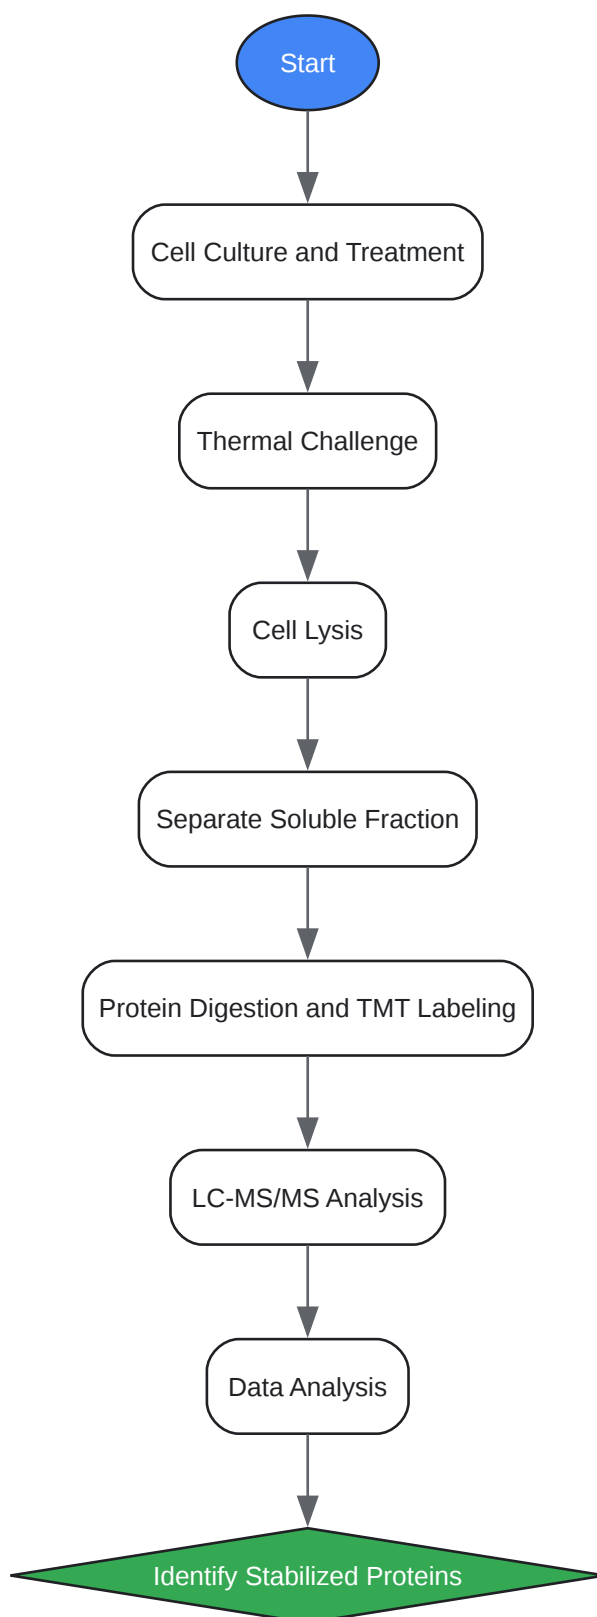 Start
Cell Culture and Treatment
Thermal Challenge
Cell Lysis
Separate Soluble Fraction
Protein Digestion and TMT Labeling
LC-MS/MS Analysis
Data Analysis
Identify Stabilized Proteins